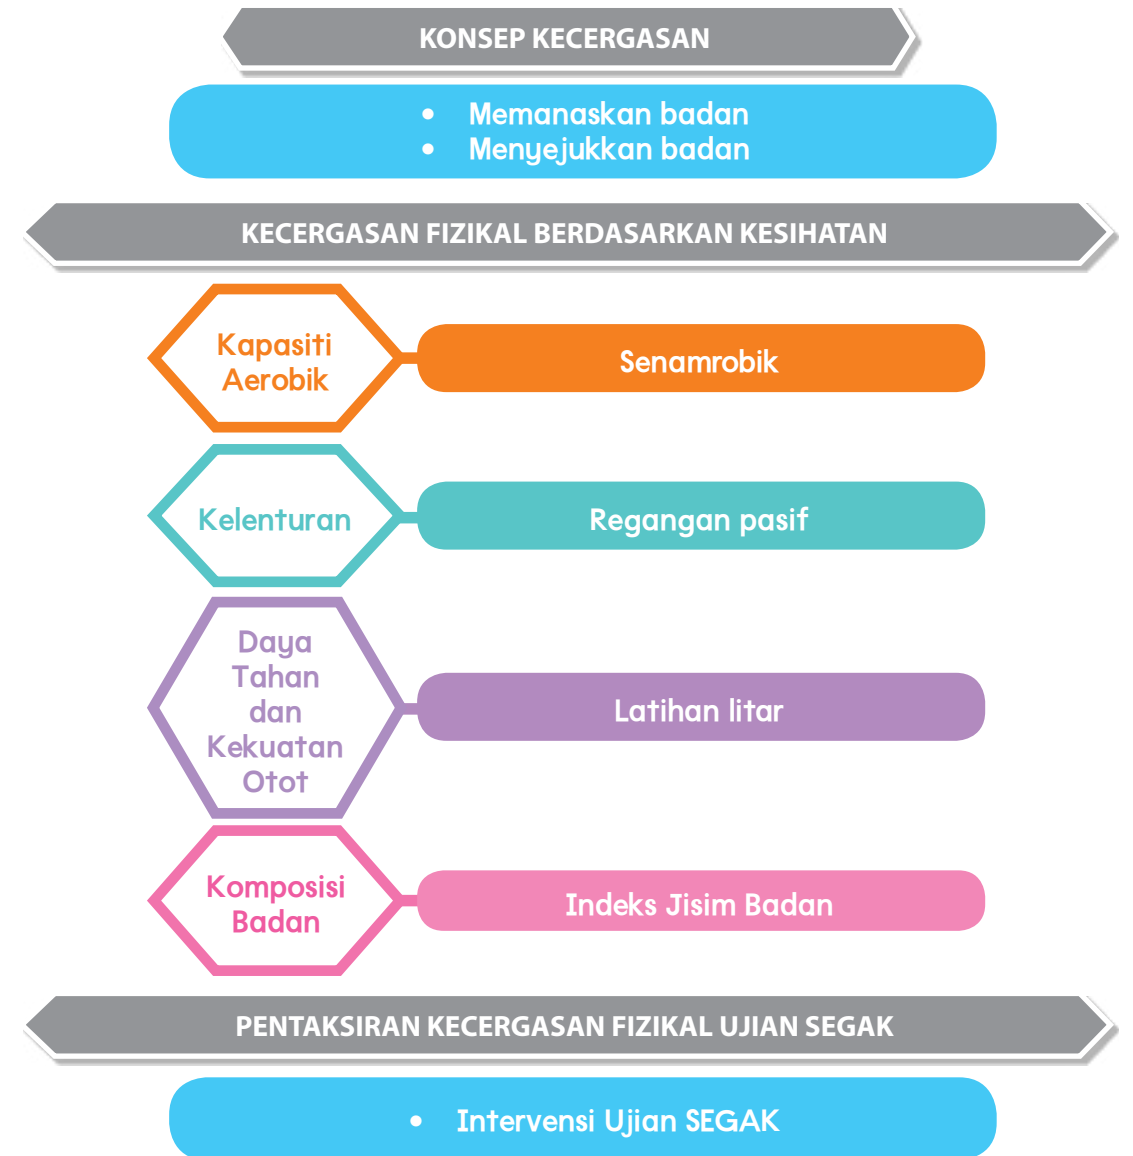 KONSEP KECERGASAN
• Memanaskan badan
• Menyejukkan badan
KECERGASAN FIZIKAL BERDASARKAN KESIHATAN
Kapasiti
Aerobik
Senamrobik
Kelenturan
Regangan pasif
Daya
Tahan
dan
Kekuatan
Otot
Latihan litar
Komposisi
Badan
Indeks Jisim Badan
PENTAKSIRAN KECERGASAN FIZIKAL UJIAN SEGAK
• Intervensi Ujian SEGAK